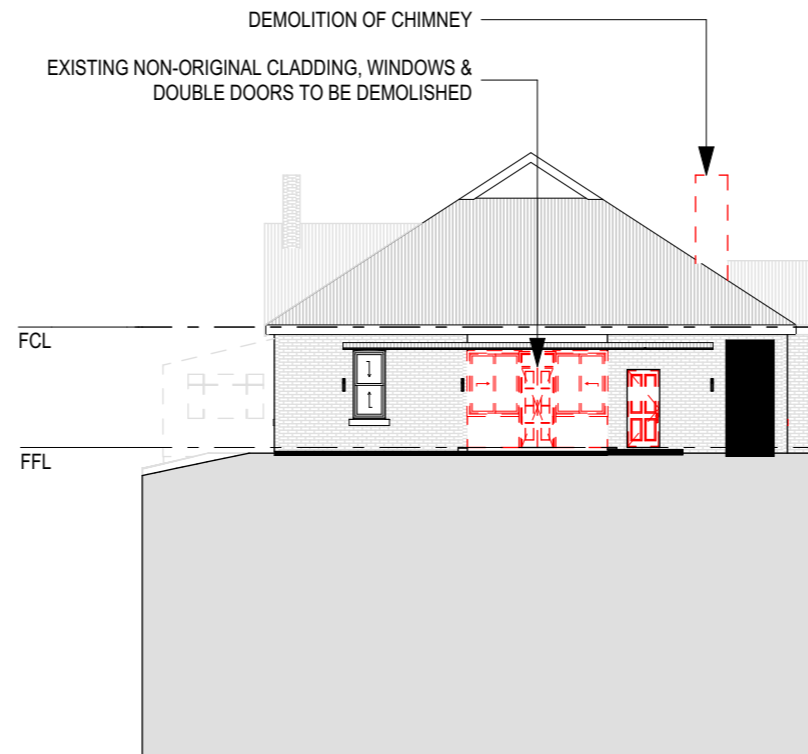 DEMOLITION OF CHIMNEY
EXISTING NON-ORIGINAL CLADDING, WINDOWS &
DOUBLE DOORS TO BE DEMOLISHED
FCL
FFL